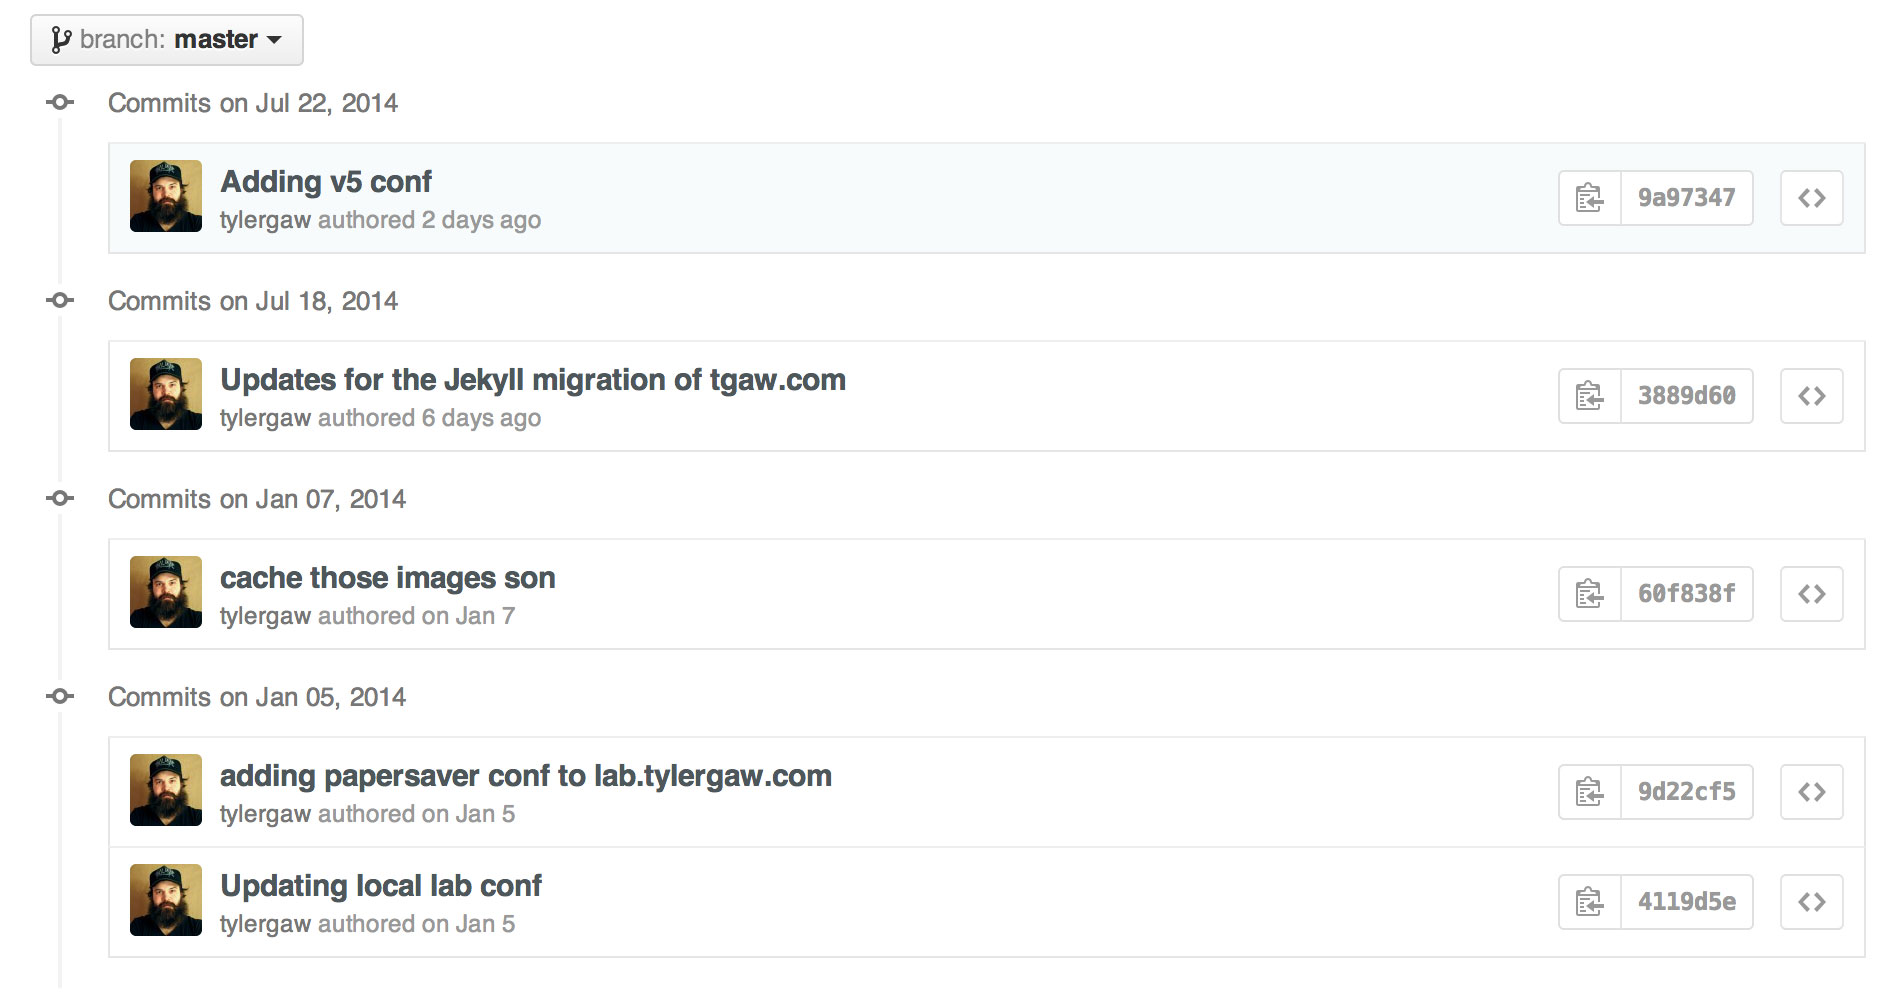 branch: master
Commits on Jul 22, 2014
Adding v5 conf
9a97347
tylergaw authored 2 days ago
Commits on Jul 18, 2014
Updates for the Jekyll migration of tgaw.com
3889d60
tylergaw authored 6 days ago
Commits on Jan 07, 2014
cache those images son
60f838f
tylergaw authored on Jan 7
Commits on Jan 05, 2014
adding papersaver conf to lab.tylergaw.com
9d22cf5
tylergaw authored on Jan 5
Updating local lab conf
4119d5e
tylergaw authored on Jan 5